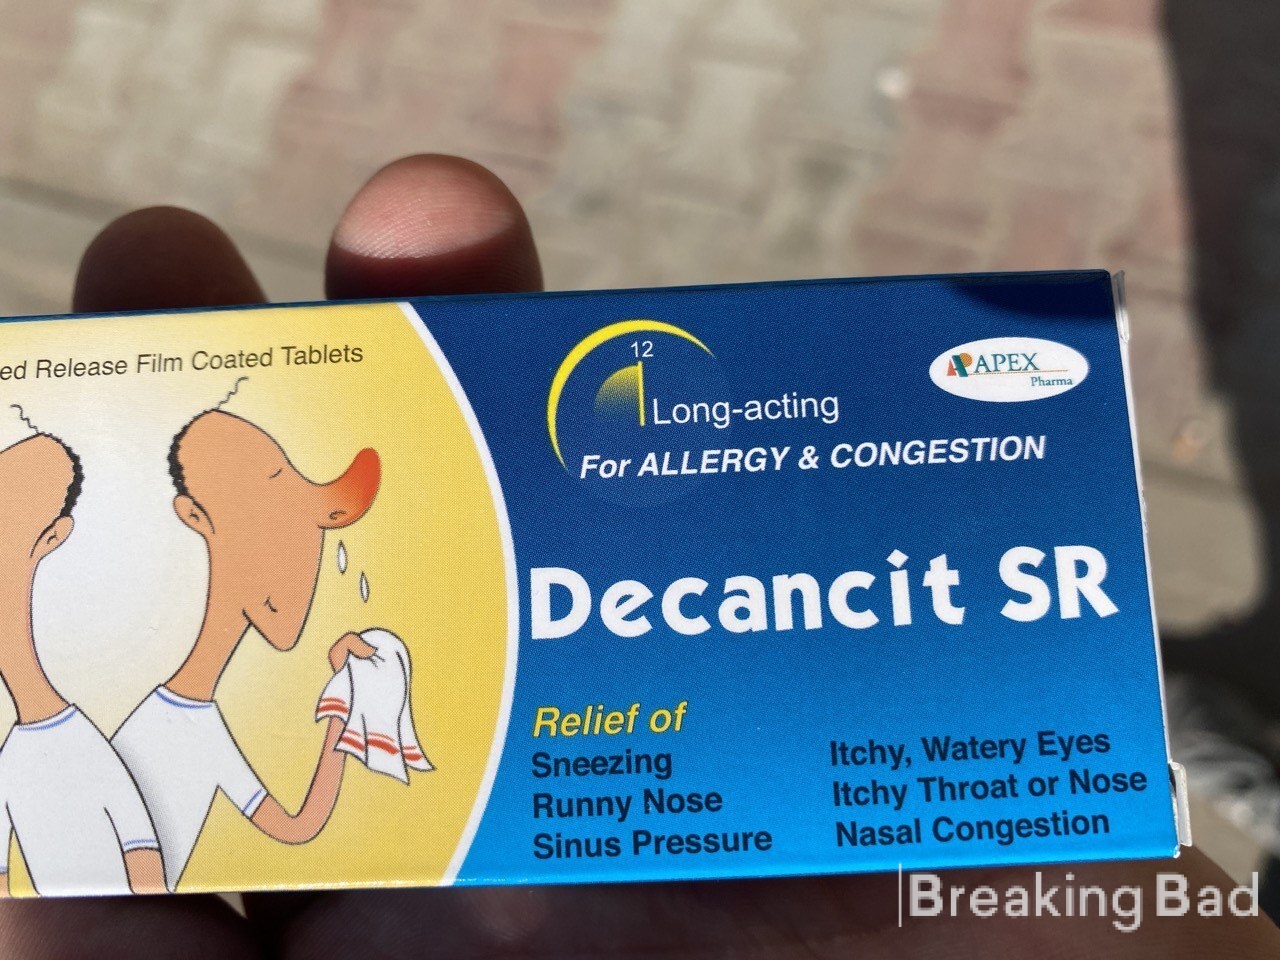 ed Release Film Coated Tablets
12
Long-acting
For ALLERGY & CONGESTION
APEX
Pharma
Decancit SR
Relief of
Sneezing
Runny Nose
Sinus Pressure
Itchy, Watery Eyes
Itchy Throat or Nose
Nasal Congestion
Breaking Bad